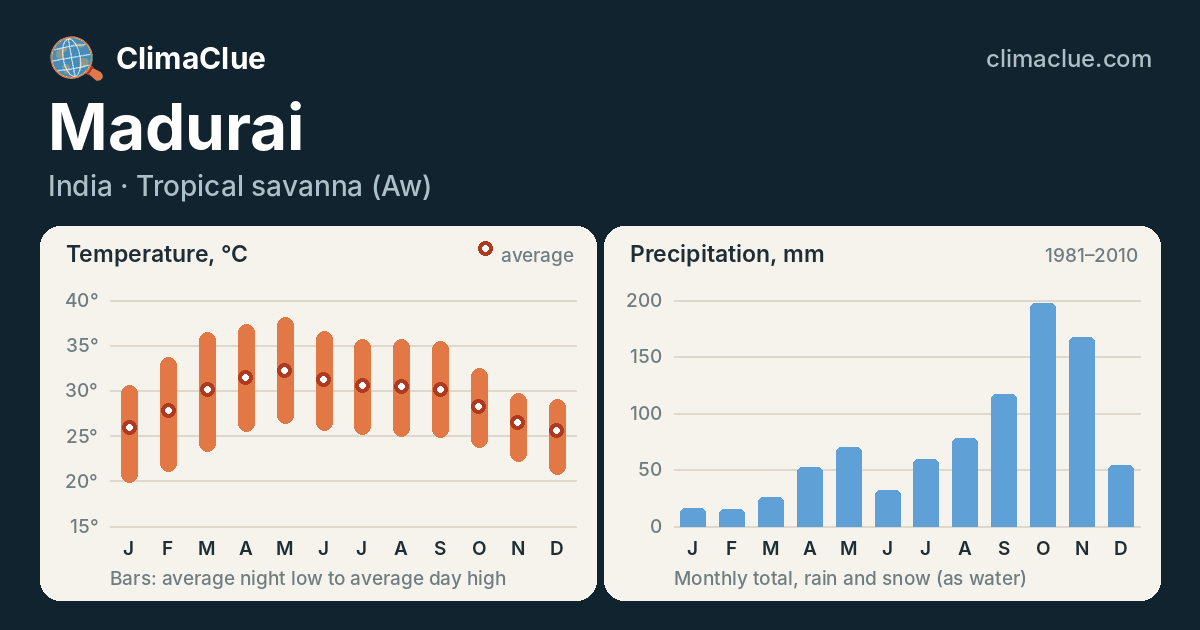 ClimaClue
climaclue.com
Madurai
India · Tropical savanna (Aw)
Temperature, °C
average
40°
35°
30°
25°
20°
15°
J F M A M J J A S O N D
Bars: average night low to average day high
Precipitation, mm
1981–2010
200
150
100
50
0
J F M A M J J A S O N D
Monthly total, rain and snow (as water)